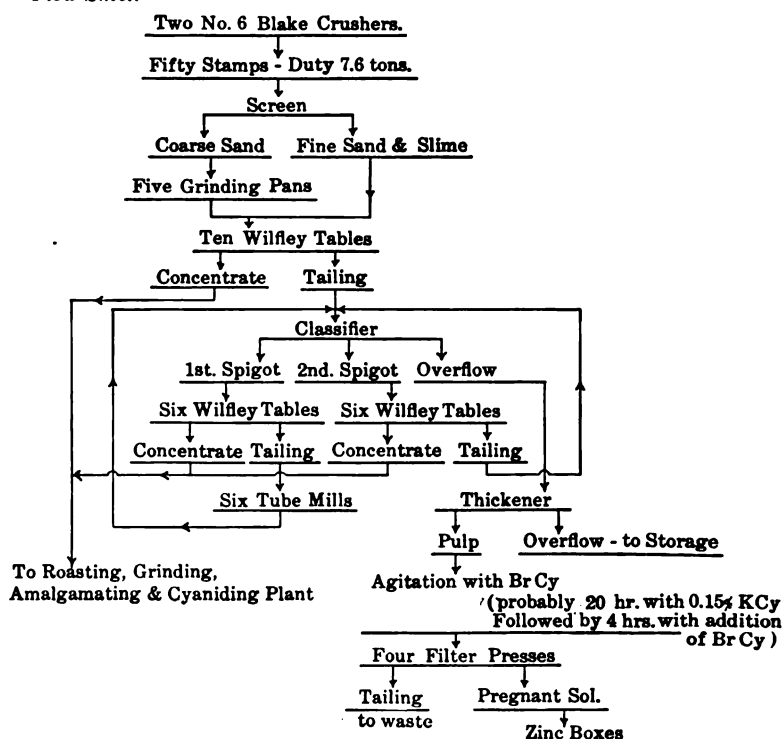 Two No. 6 Blake Crushers.
Fifty Stamps - Duty 7.6 tons.
Screen
Coarse Sand Fine Sand & Slime
Five Grinding Pans
Ten Wilfley Tables
Concentrate Tailing
Classifier
1st. Spigot 2nd. Spigot Overflow
Six Wilfley Tables Six Wilfley Tables
Concentrate Tailing Concentrate Tailing
Six Tube Mills Thickener
Pulp Overflow - to Storage
To Roasting, Grinding,
Amalgamating & Cyaniding Plant
Agitation with BrCy
(probably 20 hr. with 0.15% KCy
Followed by 4 hrs. with addition
of BrCy)
Four Filter Presses
Tailing Pregnant Sol.
to waste
Zinc Boxes